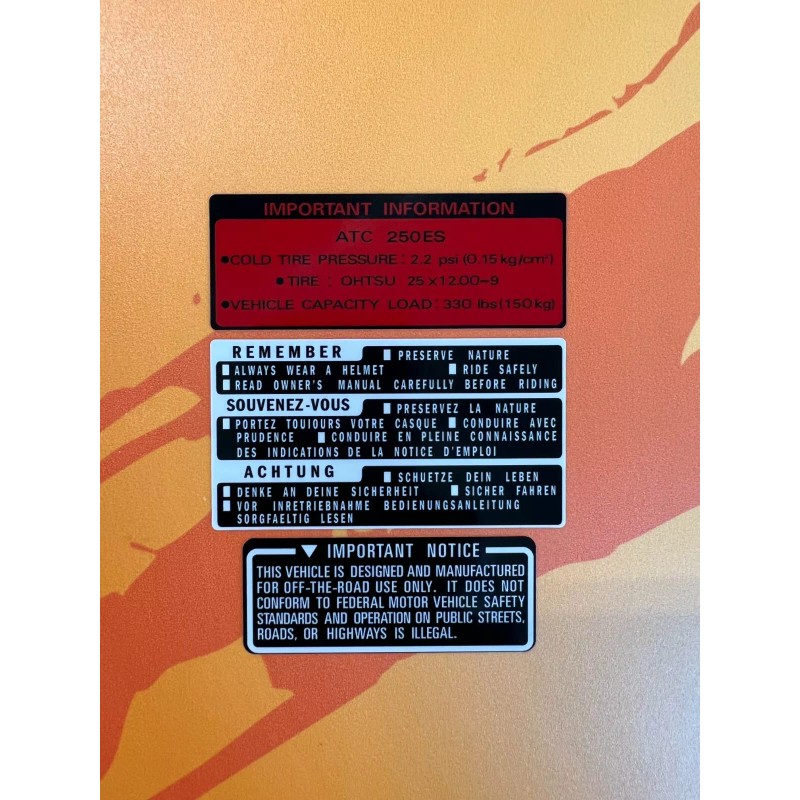 IMPORTANT INFORMATION
ATC 250ES
●COLD TIRE PRESSURE: 2.2 psi (0.15 kg/cm²)
●TIRE : OHTSU 25 x 12.00-9
●VEHICLE CAPACITY LOAD: 330 lbs (150 kg)
REMEMBER ■ PRESERVE NATURE
■ ALWAYS WEAR A HELMET ■ RIDE SAFELY
■ READ OWNER'S MANUAL CAREFULLY BEFORE RIDING
SOUVENEZ-VOUS ■ PRESERVEZ LA NATURE
■ PORTEZ TOUIOURS VOTRE CASQUE ■ CONDUIRE AVEC
PRUDENCE ■ CONDUIRE EN PLEINE CONNAISSANCE
DES INDICATIONS DE LA NOTICE D'EMPLOI
ACHTUNG ■ SCHUETZE DEIN LEBEN
■ DENKE AN DEINE SICHERHEIT ■ SICHER FAHREN
■ VOR INRETRIEBNAHME BEDIENUNGSANLEITUNG
SORGFAELTIG LESEN
▼ IMPORTANT NOTICE
THIS VEHICLE IS DESIGNED AND MANUFACTURED
FOR OFF-THE-ROAD USE ONLY. IT DOES NOT
CONFORM TO FEDERAL MOTOR VEHICLE SAFETY
STANDARDS AND OPERATION ON PUBLIC STREETS,
ROADS, OR HIGHWAYS IS ILLEGAL.